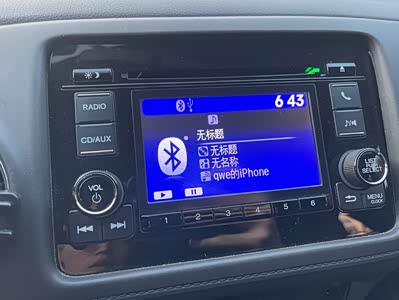 6 43
RADIO
无标题
CD/AUX
无标题
无名称
qwe的iPhone
VOL
LIST
PUSH
SELECT
MENU
CLOCK
1 2 3 4 5 6